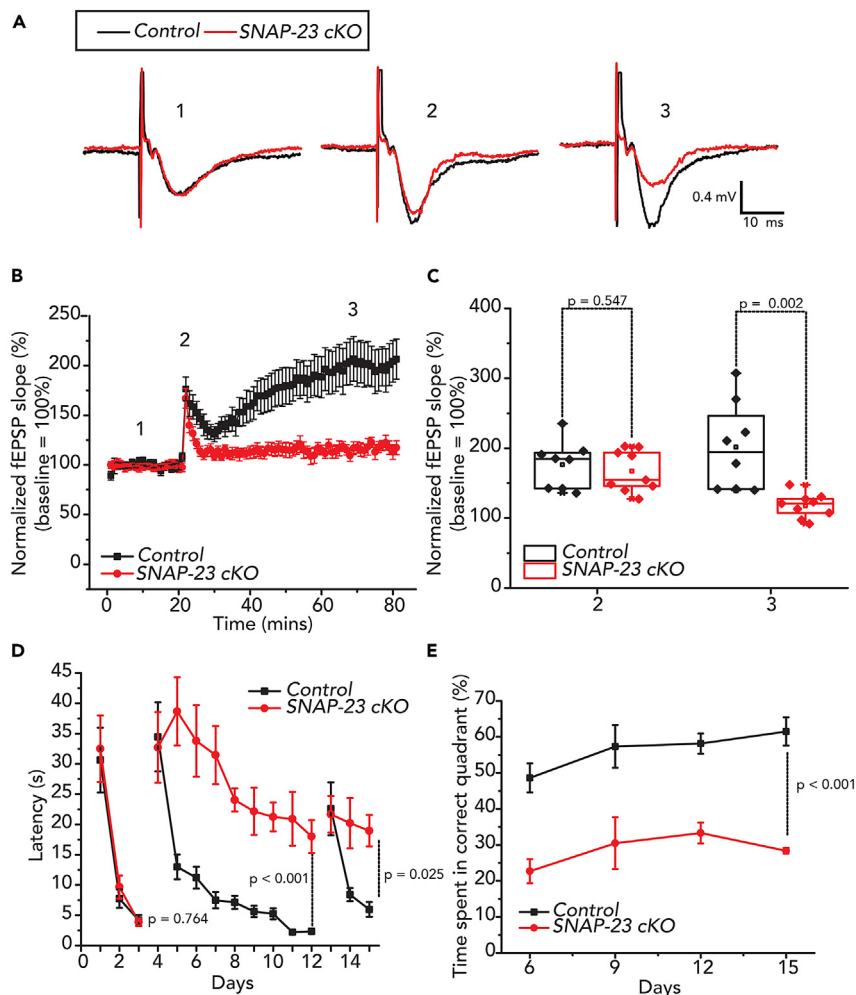 A
Control SNAP-23 cKO
1
2
3
0.4 mV
10 ms
B
Normalized fEPSP slope (%)
(baseline = 100%)
250
200
150
100
50
0
1
2
3
Control
SNAP-23 cKO
0 20 40 60 80
Time (mins)
C
Normalized fEPSP slope (%)
(baseline = 100%)
400
300
200
100
0
p = 0.547
p = 0.002
Control
SNAP-23 cKO
2 3
D
Latency (s)
45
40
35
30
25
20
15
10
5
0
Control
SNAP-23 cKO
p = 0.764
p < 0.001
p = 0.025
0 2 4 6 8 10 12 14
Days
E
Time spent in correct quadrant (%)
70
60
50
40
30
20
10
0
p < 0.001
Control
SNAP-23 cKO
6 9 12 15
Days